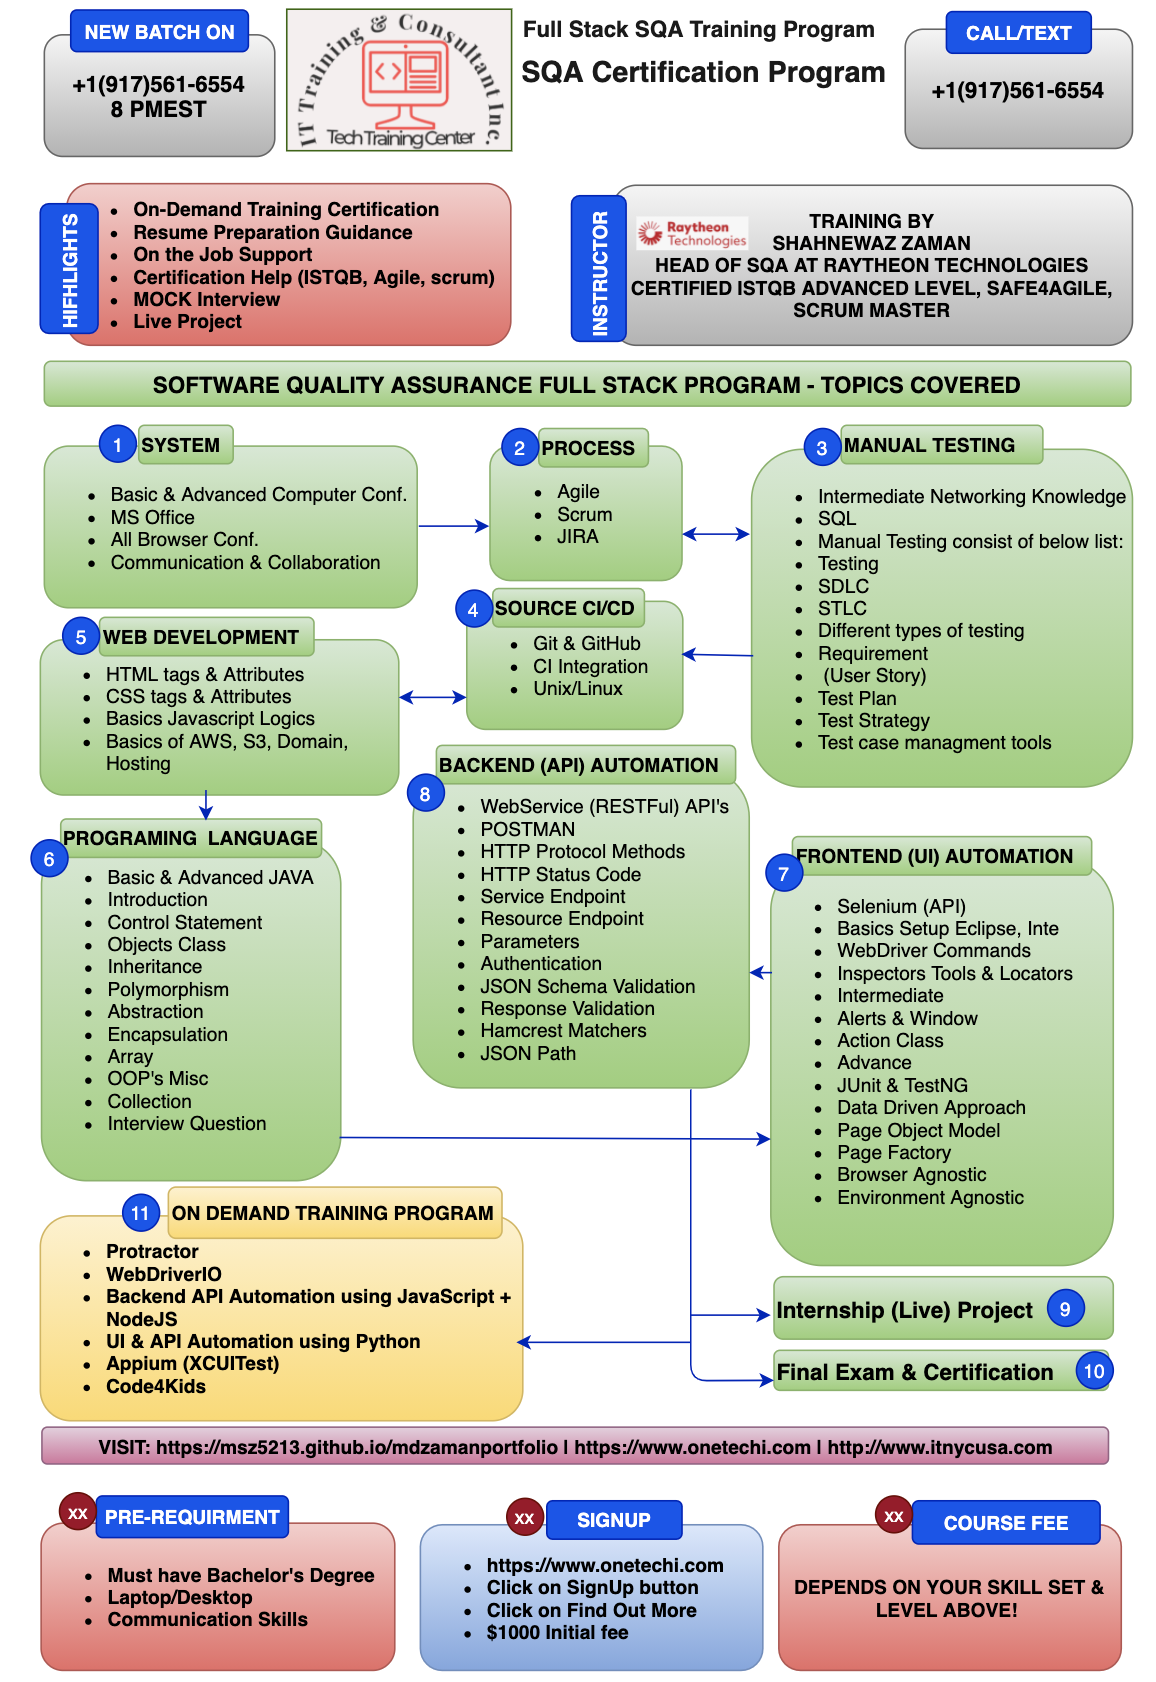 NEW BATCH ON
+1(917)561-6554
8 PMEST
IT Training & Consultant Inc.
Tech Training Center
Full Stack SQA Training Program
SQA Certification Program
CALL/TEXT
+1(917)561-6554
HIFHLIGHTS
On-Demand Training Certification
Resume Preparation Guidance
On the Job Support
Certification Help (ISTQB, Agile, scrum)
MOCK Interview
Live Project
INSTRUCTOR
Raytheon
Technologies
TRAINING BY
SHAHNEWAZ ZAMAN
HEAD OF SQA AT RAYTHEON TECHNOLOGIES
CERTIFIED ISTQB ADVANCED LEVEL, SAFE4AGILE,
SCRUM MASTER
SOFTWARE QUALITY ASSURANCE FULL STACK PROGRAM - TOPICS COVERED
1 SYSTEM
Basic & Advanced Computer Conf.
MS Office
All Browser Conf.
Communication & Collaboration
2 PROCESS
Agile
Scrum
JIRA
3 MANUAL TESTING
Intermediate Networking Knowledge
SQL
Manual Testing consist of below list:
Testing
SDLC
STLC
Different types of testing
Requirement
(User Story)
Test Plan
Test Strategy
Test case managment tools
4 SOURCE CI/CD
Git & GitHub
CI Integration
Unix/Linux
5 WEB DEVELOPMENT
HTML tags & Attributes
CSS tags & Attributes
Basics Javascript Logics
Basics of AWS, S3, Domain,
Hosting
6 PROGRAMING LANGUAGE
Basic & Advanced JAVA
Introduction
Control Statement
Objects Class
Inheritance
Polymorphism
Abstraction
Encapsulation
Array
OOP's Misc
Collection
Interview Question
BACKEND (API) AUTOMATION
8
WebService (RESTFul) API's
POSTMAN
HTTP Protocol Methods
HTTP Status Code
Service Endpoint
Resource Endpoint
Parameters
Authentication
JSON Schema Validation
Response Validation
Hamcrest Matchers
JSON Path
FRONTEND (UI) AUTOMATION
7
Selenium (API)
Basics Setup Eclipse, Inte
WebDriver Commands
Inspectors Tools & Locators
Intermediate
Alerts & Window
Action Class
Advance
JUnit & TestNG
Data Driven Approach
Page Object Model
Page Factory
Browser Agnostic
Environment Agnostic
11 ON DEMAND TRAINING PROGRAM
Protractor
WebDriverIO
Backend API Automation using JavaScript +
NodeJS
UI & API Automation using Python
Appium (XCUITest)
Code4Kids
Internship (Live) Project 9
Final Exam & Certification 10
VISIT: https://msz5213.github.io/mdzamanportfolio | https://www.onetechi.com | http://www.itnycusa.com
XX PRE-REQUIRMENT
Must have Bachelor's Degree
Laptop/Desktop
Communication Skills
XX SIGNUP
https://www.onetechi.com
Click on SignUp button
Click on Find Out More
$1000 Initial fee
XX COURSE FEE
DEPENDS ON YOUR SKILL SET &
LEVEL ABOVE!